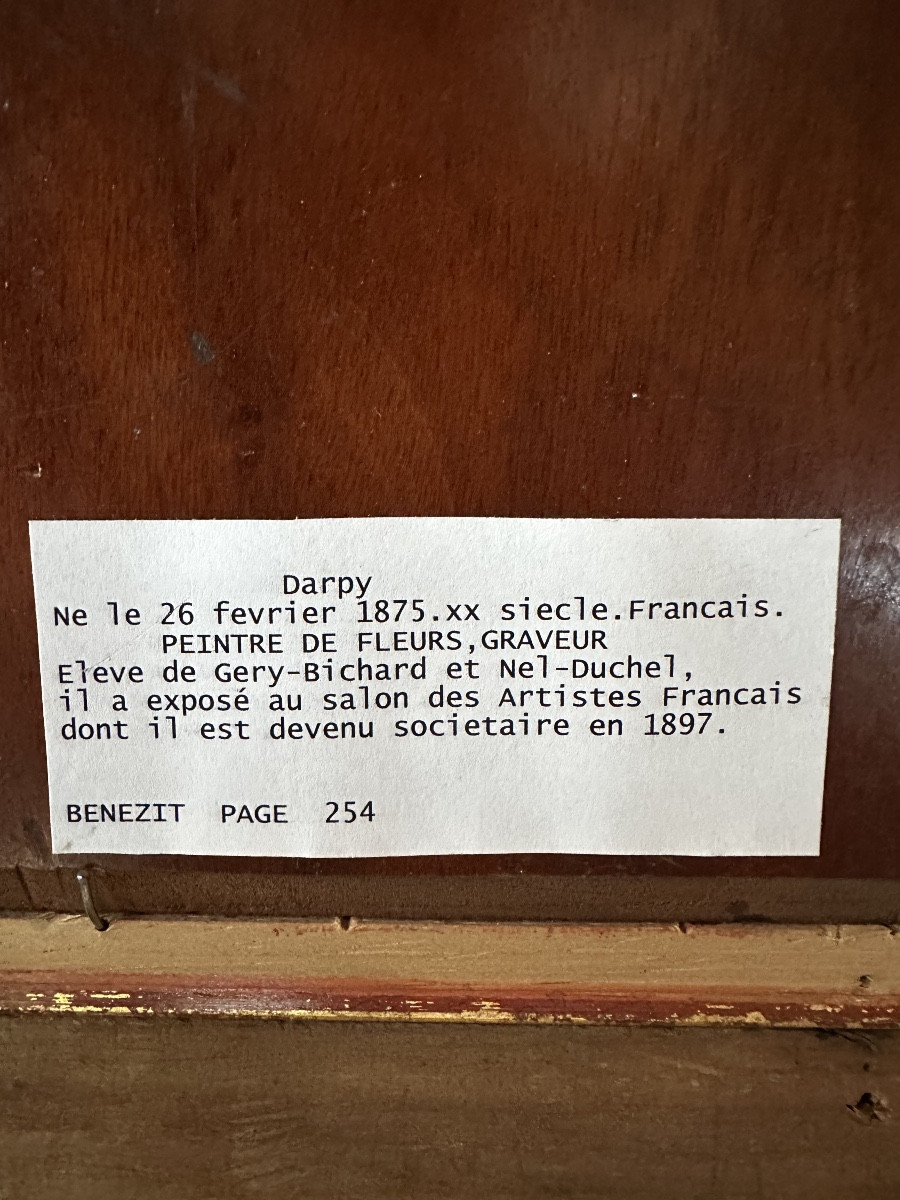 Darpy
Ne le 26 fevrier 1875.xx siecle.Francais.
PEINTRE DE FLEURS,GRAVEUR
Eleve de Gery-Bichard et Nel-Duchel,
il a exposé au salon des Artistes Francais
dont il est devenu societaire en 1897.
BENEZIT PAGE 254